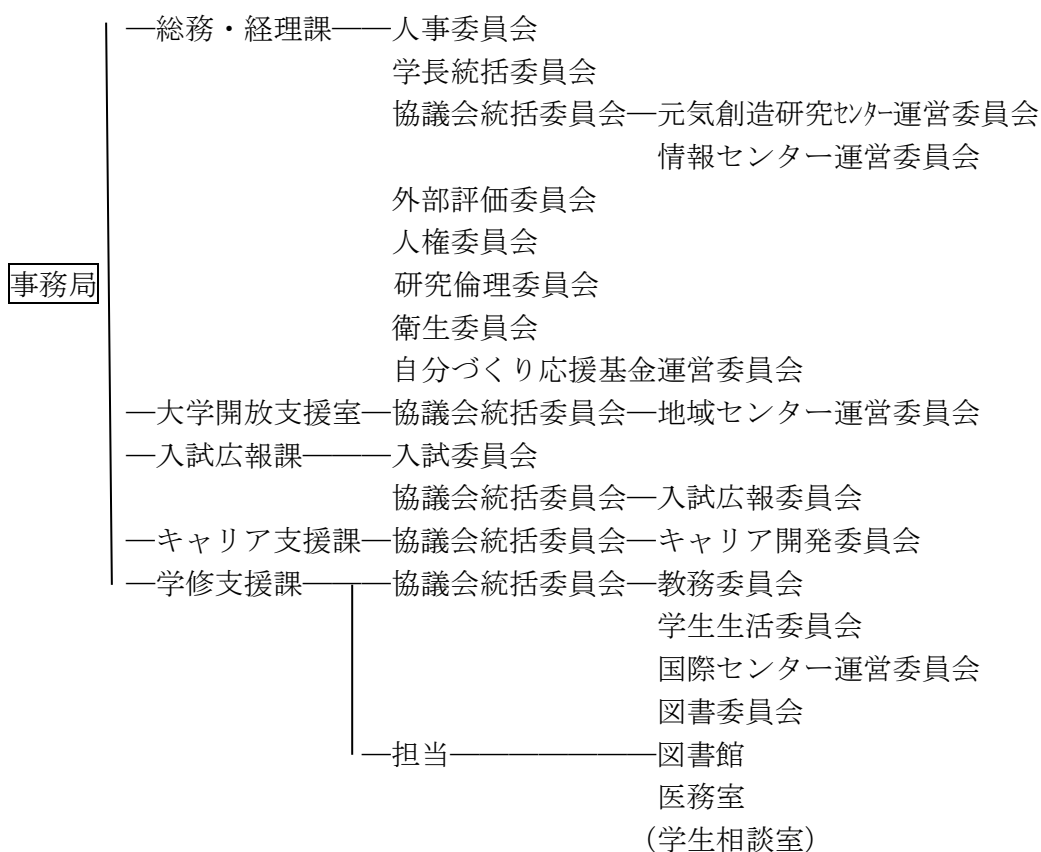 ―総務・経理課――人事委員会
学長統括委員会
協議会統括委員会―元気創造研究ｾﾝﾀｰ運営委員会
情報センター運営委員会
外部評価委員会
人権委員会
事務局 研究倫理委員会
衛生委員会
自分づくり応援基金運営委員会
―大学開放支援室―協議会統括委員会―地域センター運営委員会
―入試広報課―――入試委員会
協議会統括委員会―入試広報委員会
―キャリア支援課―協議会統括委員会―キャリア開発委員会
―学修支援課―――協議会統括委員会―教務委員会
学生生活委員会
国際センター運営委員会
図書委員会
―担当―――――――図書館
医務室
（学生相談室）